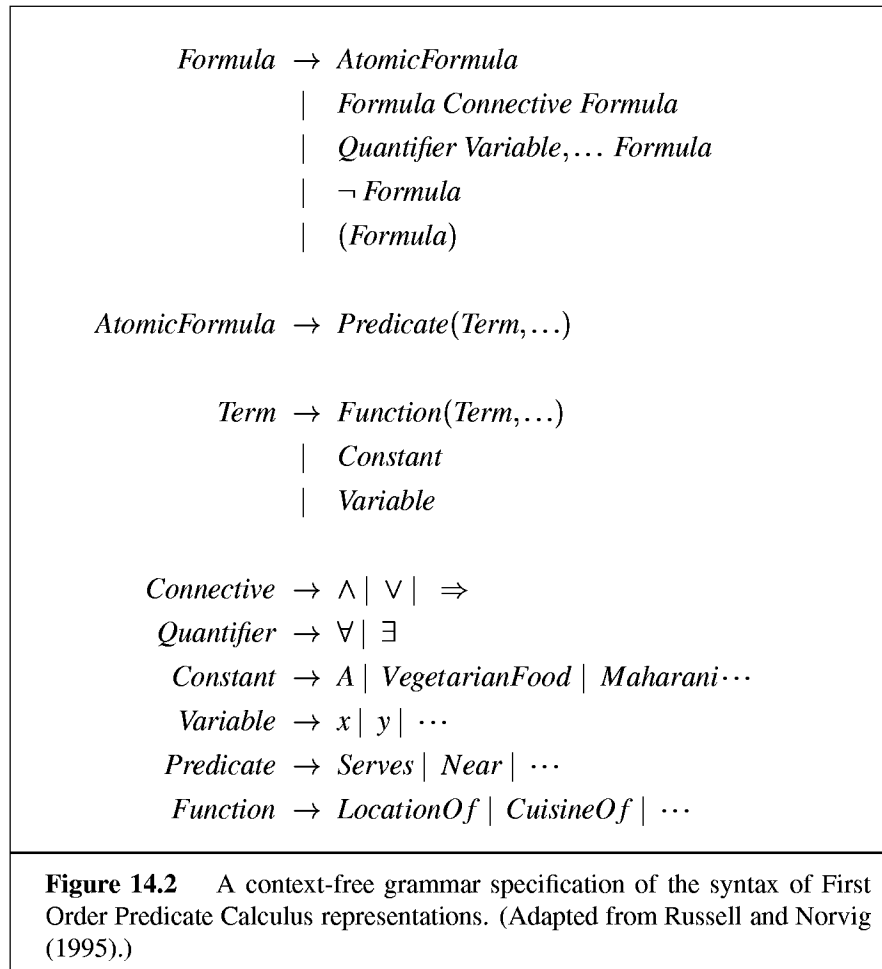 Formula → AtomicFormula
| Formula Connective Formula
| Quantifier Variable,... Formula
| ¬ Formula
| (Formula)
AtomicFormula → Predicate(Term,...)
Term → Function(Term,...)
| Constant
| Variable
Connective → ∧ | ∨ | ⇒
Quantifier → ∀ | ∃
Constant → A | VegetarianFood | Maharani···
Variable → x | y | ···
Predicate → Serves | Near | ···
Function → LocationOf | CuisineOf | ···
Figure 14.2 A context-free grammar specification of the syntax of First
Order Predicate Calculus representations. (Adapted from Russell and Norvig
(1995).)